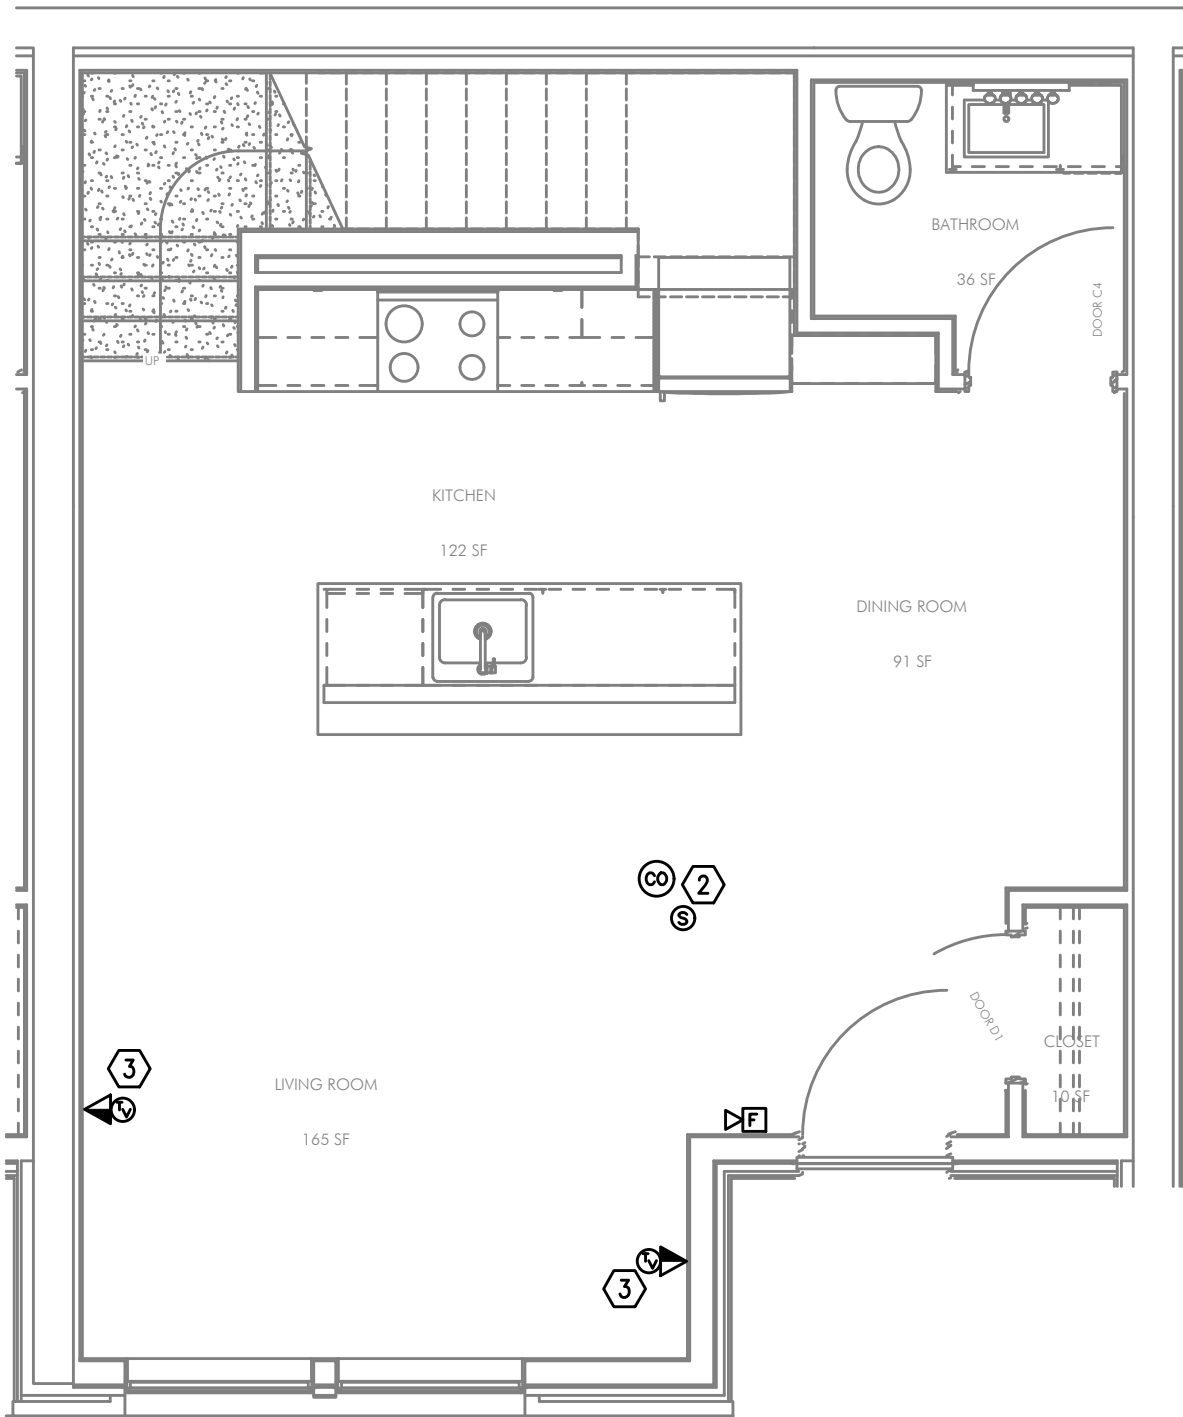 BATHROOM
36 SF
DOOR C4
UP
KITCHEN
122 SF
DINING ROOM
91 SF
CO
2
S
DOOR D1
CLOSET
10 SF
3
TV
LIVING ROOM
165 SF
F
TV
3